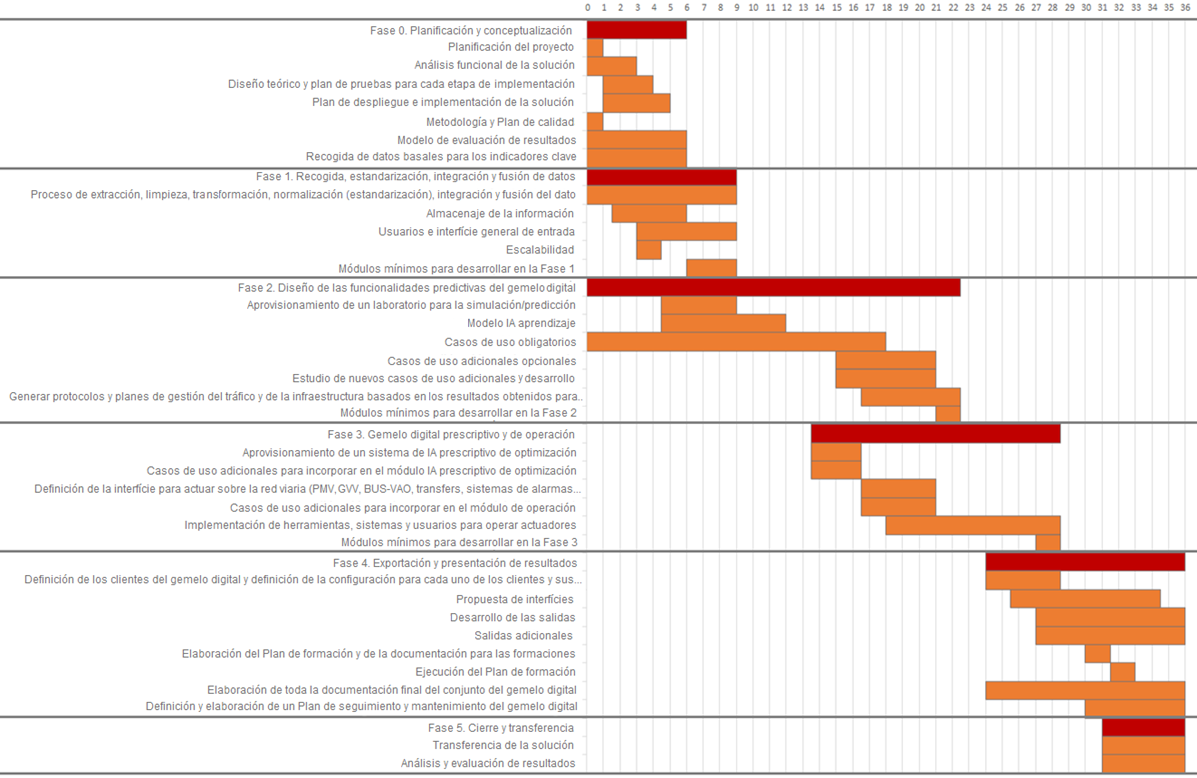 0 1 2 3 4 5 6 7 8 9 10 11 12 13 14 15 16 17 18 19 20 21 22 23 24 25 26 27 28 29 30 31 32 33 34 35 36
Fase 0. Planificación y conceptualización
Planificación del proyecto
Análisis funcional de la solución
Diseño teórico y plan de pruebas para cada etapa de implementación
Plan de despliegue e implementación de la solución
Metodología y Plan de calidad
Modelo de evaluación de resultados
Recogida de datos basales para los indicadores clave
Fase 1. Recogida, estandarización, integración y fusión de datos
Proceso de extracción, limpieza, transformación, normalización (estandarización), integración y fusión del dato
Almacenaje de la información
Usuarios e interfície general de entrada
Escalabilidad
Módulos mínimos para desarrollar en la Fase 1
Fase 2. Diseño de las funcionalidades predictivas del gemelo digital
Aprovisionamiento de un laboratorio para la simulación/predicción
Modelo IA aprendizaje
Casos de uso obligatorios
Casos de uso adicionales opcionales
Estudio de nuevos casos de uso adicionales y desarrollo
Generar protocolos y planes de gestión del tráfico y de la infraestructura basados en los resultados obtenidos para..
Módulos mínimos para desarrollar en la Fase 2
Fase 3. Gemelo digital prescriptivo y de operación
Aprovisionamiento de un sistema de IA prescriptivo de optimización
Casos de uso adicionales para incorporar en el módulo IA prescriptivo de optimización
Definición de la interfície para actuar sobre la red viaria (PMV, GVV, BUS-VAO, transfers, sistemas de alarmas...
Casos de uso adicionales para incorporar en el módulo de operación
Implementación de herramientas, sistemas y usuarios para operar actuadores
Módulos mínimos para desarrollar en la Fase 3
Fase 4. Exportación y presentación de resultados
Definición de los clientes del gemelo digital y definición de la configuración para cada uno de los clientes y sus...
Propuesta de interfícies
Desarrollo de las salidas
Salidas adicionales
Elaboración del Plan de formación y de la documentación para las formaciones
Ejecución del Plan de formación
Elaboración de toda la documentación final del conjunto del gemelo digital
Definición y elaboración de un Plan de seguimiento y mantenimiento del gemelo digital
Fase 5. Cierre y transferencia
Transferencia de la solución
Análisis y evaluación de resultados